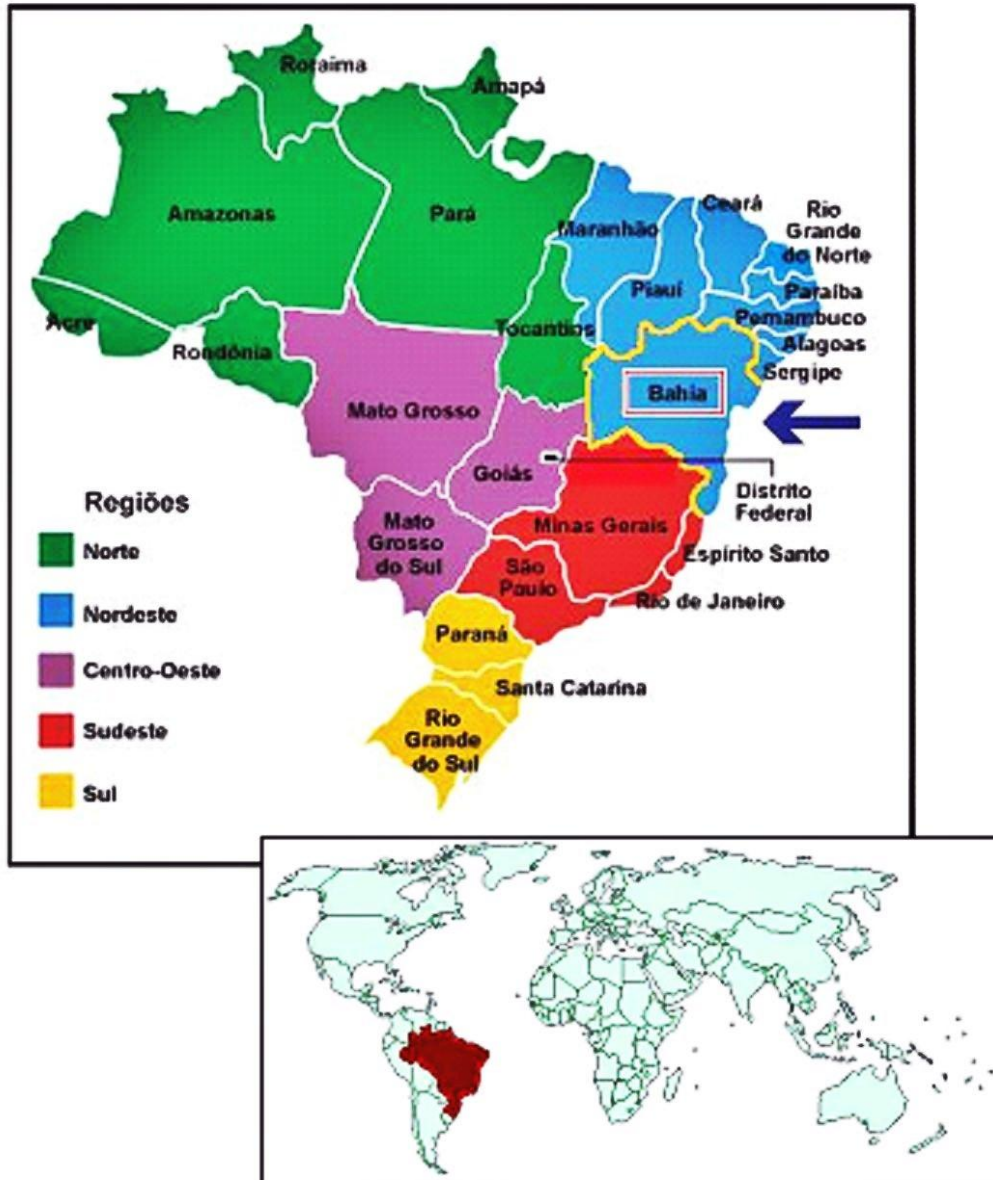 Roraima
Amapá
Amazonas
Pará
Maranhão
Ceará
Rio
Grande
do Norte
Piauí
Paraíba
Pernambuco
Alagoas
Sergipe
Acre
Rondônia
Tocantins
Bahia
Mato Grosso
Goiás
Distrito
Federal
Mato
Grosso
do Sul
Minas Gerais
Espírito Santo
São
Paulo
Rio de Janeiro
Paraná
Santa Catarina
Rio
Grande
do Sul
Regiões
Norte
Nordeste
Centro-Oeste
Sudeste
Sul